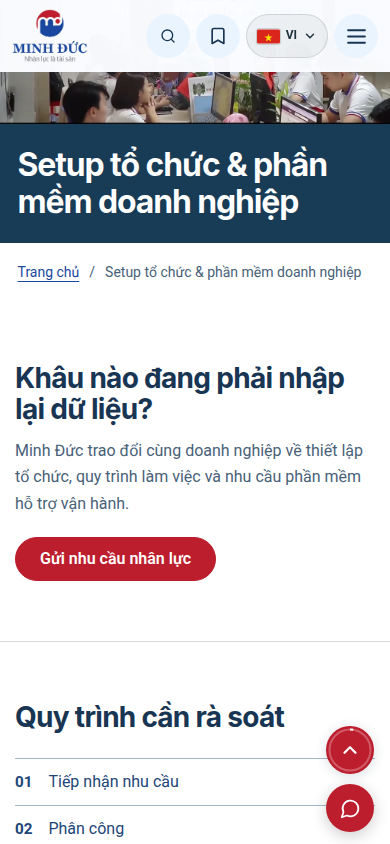 MINH ĐỨC
Nhân lực là tài sản
VI
Setup tổ chức & phần
mềm doanh nghiệp
Trang chủ / Setup tổ chức & phần mềm doanh nghiệp
Khâu nào đang phải nhập
lại dữ liệu?
Minh Đức trao đổi cùng doanh nghiệp về thiết lập
tổ chức, quy trình làm việc và nhu cầu phần mềm
hỗ trợ vận hành.
Gửi nhu cầu nhân lực
Quy trình cần rà soát
01 Tiếp nhận nhu cầu
02 Phân công